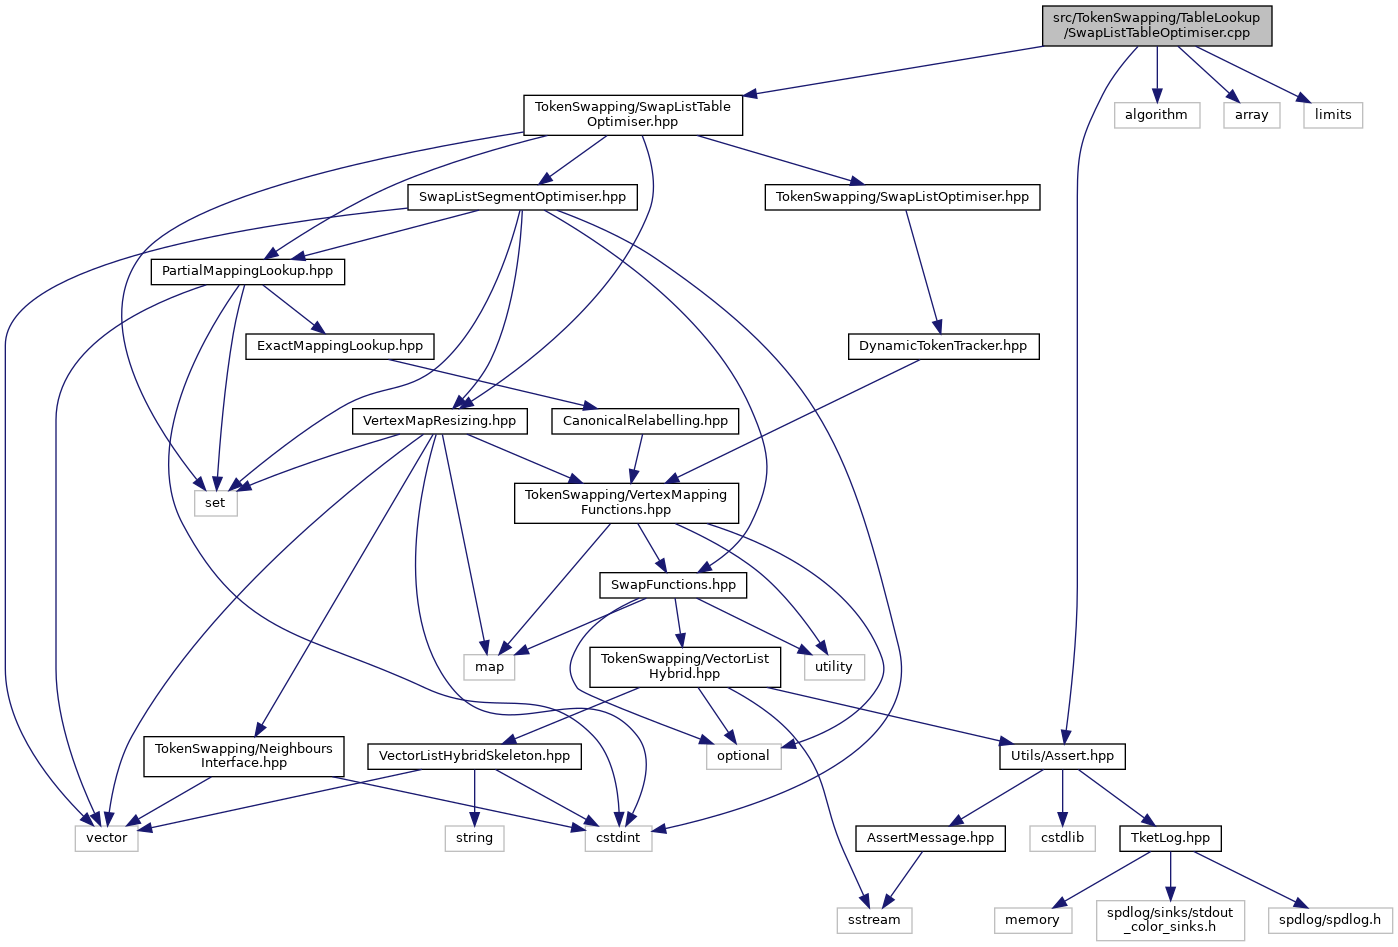 src/TokenSwapping/TableLookup
/SwapListTableOptimiser.cpp
TokenSwapping/SwapListTable
Optimiser.hpp
algorithm
array
limits
SwapListSegmentOptimiser.hpp
TokenSwapping/SwapListOptimiser.hpp
PartialMappingLookup.hpp
ExactMappingLookup.hpp
DynamicTokenTracker.hpp
VertexMapResizing.hpp
CanonicalRelabelling.hpp
set
TokenSwapping/VertexMapping
Functions.hpp
SwapFunctions.hpp
map
TokenSwapping/VectorList
Hybrid.hpp
utility
TokenSwapping/Neighbours
Interface.hpp
VectorListHybridSkeleton.hpp
optional
Utils/Assert.hpp
vector
string
cstdint
AssertMessage.hpp
cstdlib
TketLog.hpp
sstream
memory
spdlog/sinks/stdout
_color_sinks.h
spdlog/spdlog.h